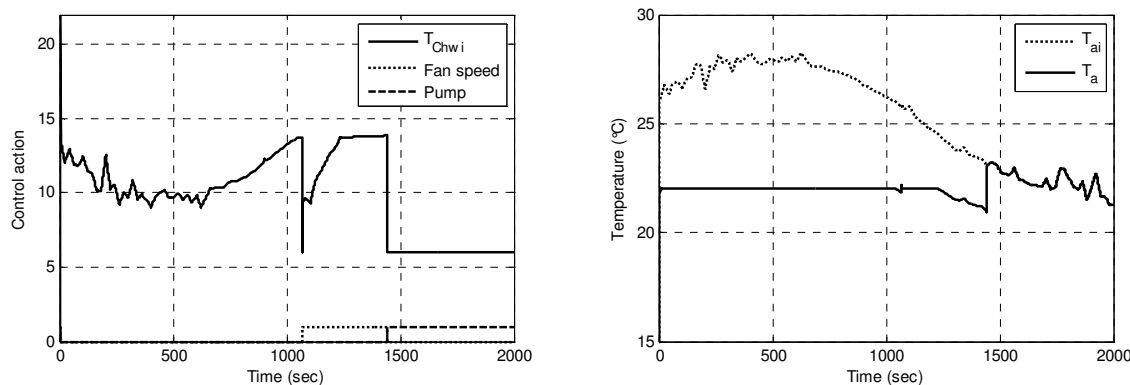 T_Chwi
Fan speed
Pump
20
15
10
5
0
Control action
0
500
1000
1500
2000
Time (sec)
T_ai
T_a
30
25
20
15
Temperature (°C)
0
500
1000
1500
2000
Time (sec)